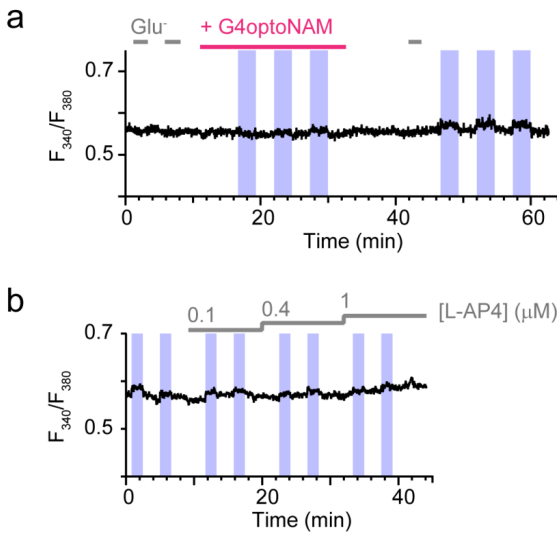 a
Glu⁻ + G4optoNAM
0.7
0.5
F₃₄₀/F₃₈₀
0 20 40 60
Time (min)
b
0.1 0.4 1 [L-AP4] (μM)
0.7
0.5
F₃₄₀/F₃₈₀
0 20 40
Time (min)